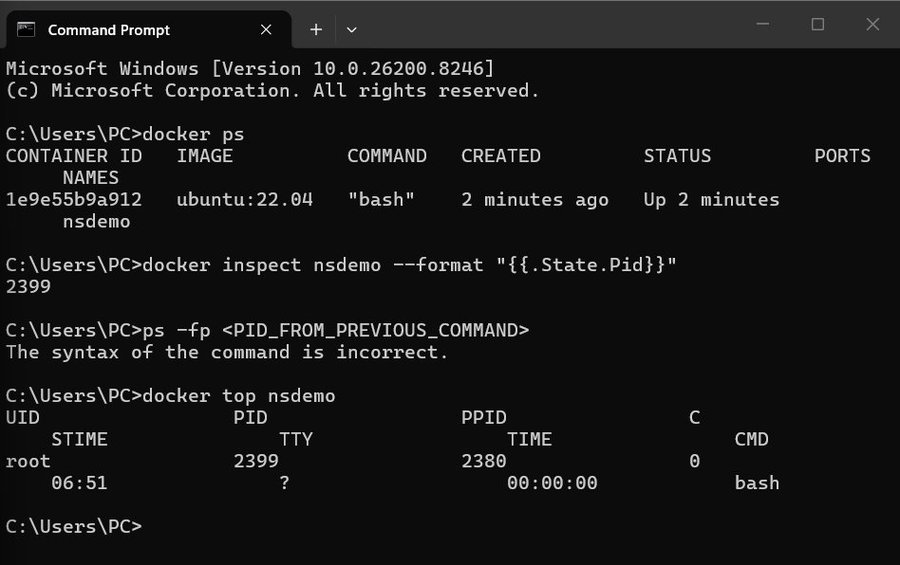 Command Prompt
Microsoft Windows [Version 10.0.26200.8246]
(c) Microsoft Corporation. All rights reserved.
C:\Users\PC>docker ps
CONTAINER ID   IMAGE          COMMAND   CREATED         STATUS         PORTS
     NAMES
1e9e55b9a912   ubuntu:22.04   "bash"    2 minutes ago   Up 2 minutes
     nsdemo
C:\Users\PC>docker inspect nsdemo --format "{{.State.Pid}}"
2399
C:\Users\PC>ps -fp <PID_FROM_PREVIOUS_COMMAND>
The syntax of the command is incorrect.
C:\Users\PC>docker top nsdemo
UID                 PID                 PPID                C
    STIME               TTY                 TIME                CMD
root                2399                2380                0
    06:51               ?                   00:00:00            bash
C:\Users\PC>